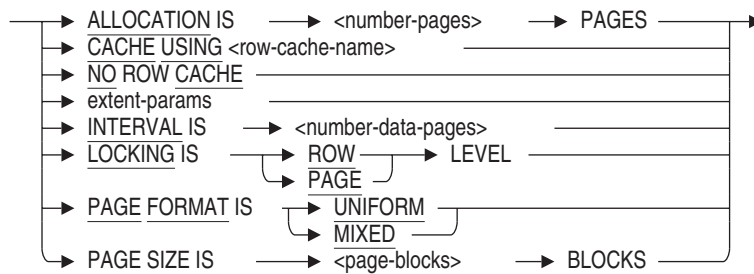 ALLOCATION IS <number-pages> PAGES
CACHE USING <row-cache-name>
NO ROW CACHE
extent-params
INTERVAL IS <number-data-pages>
LOCKING IS ROW LEVEL
PAGE
PAGE FORMAT IS UNIFORM
MIXED
PAGE SIZE IS <page-blocks> BLOCKS